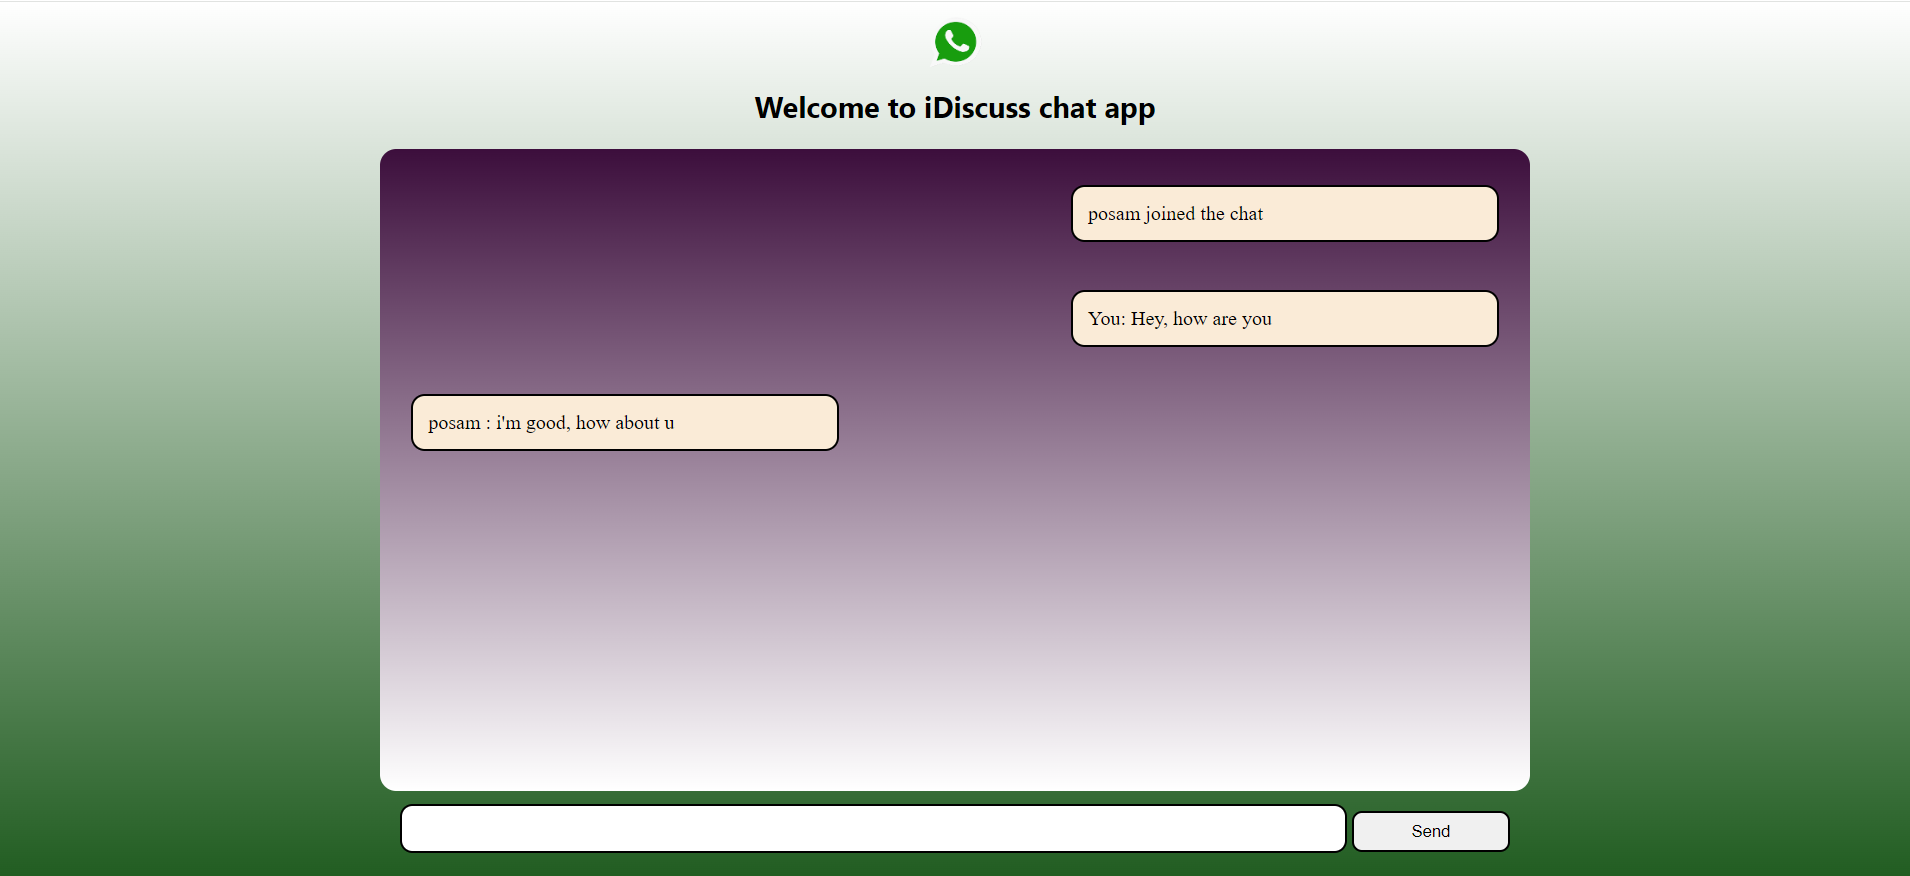 Welcome to iDiscuss chat app
posam joined the chat
You: Hey, how are you
posam : i'm good, how about u
Send